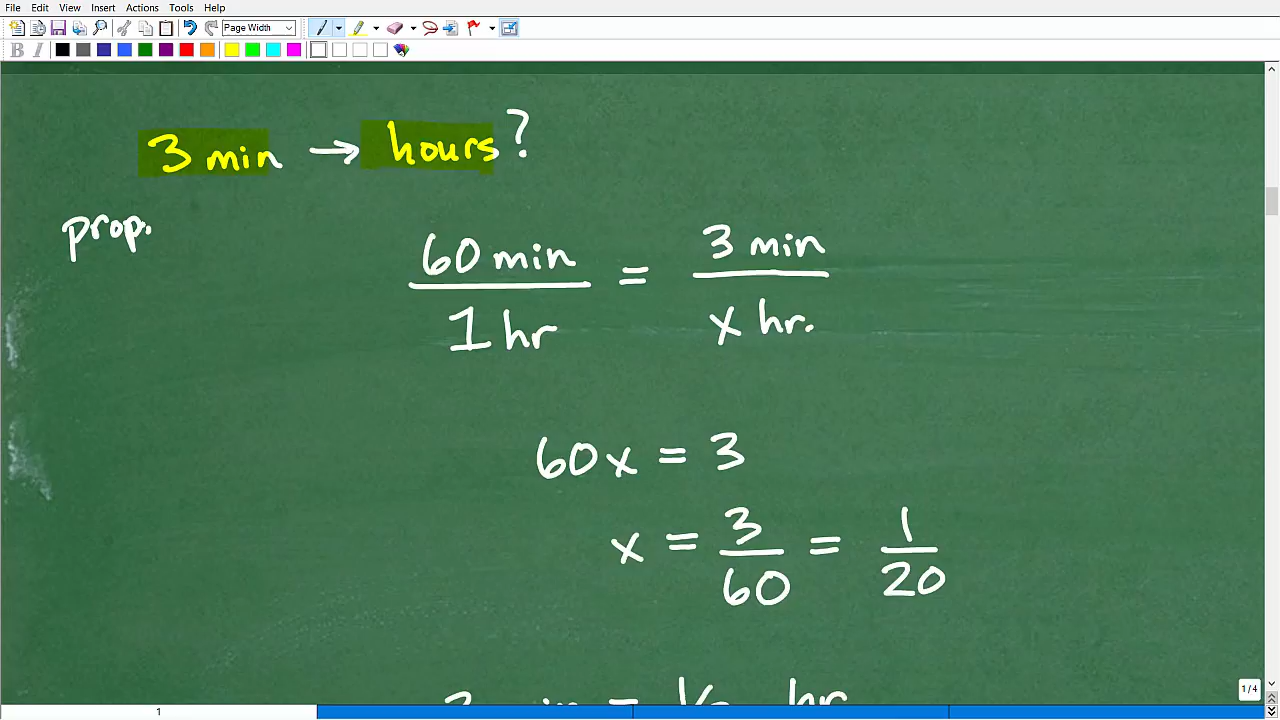 File Edit View Insert Actions Tools Help
Page Width
B I
3 min → hours?
prop.
60 min / 1 hr = 3 min / x hr.
60x = 3
x = 3/60 = 1/20
hr
1/4
1